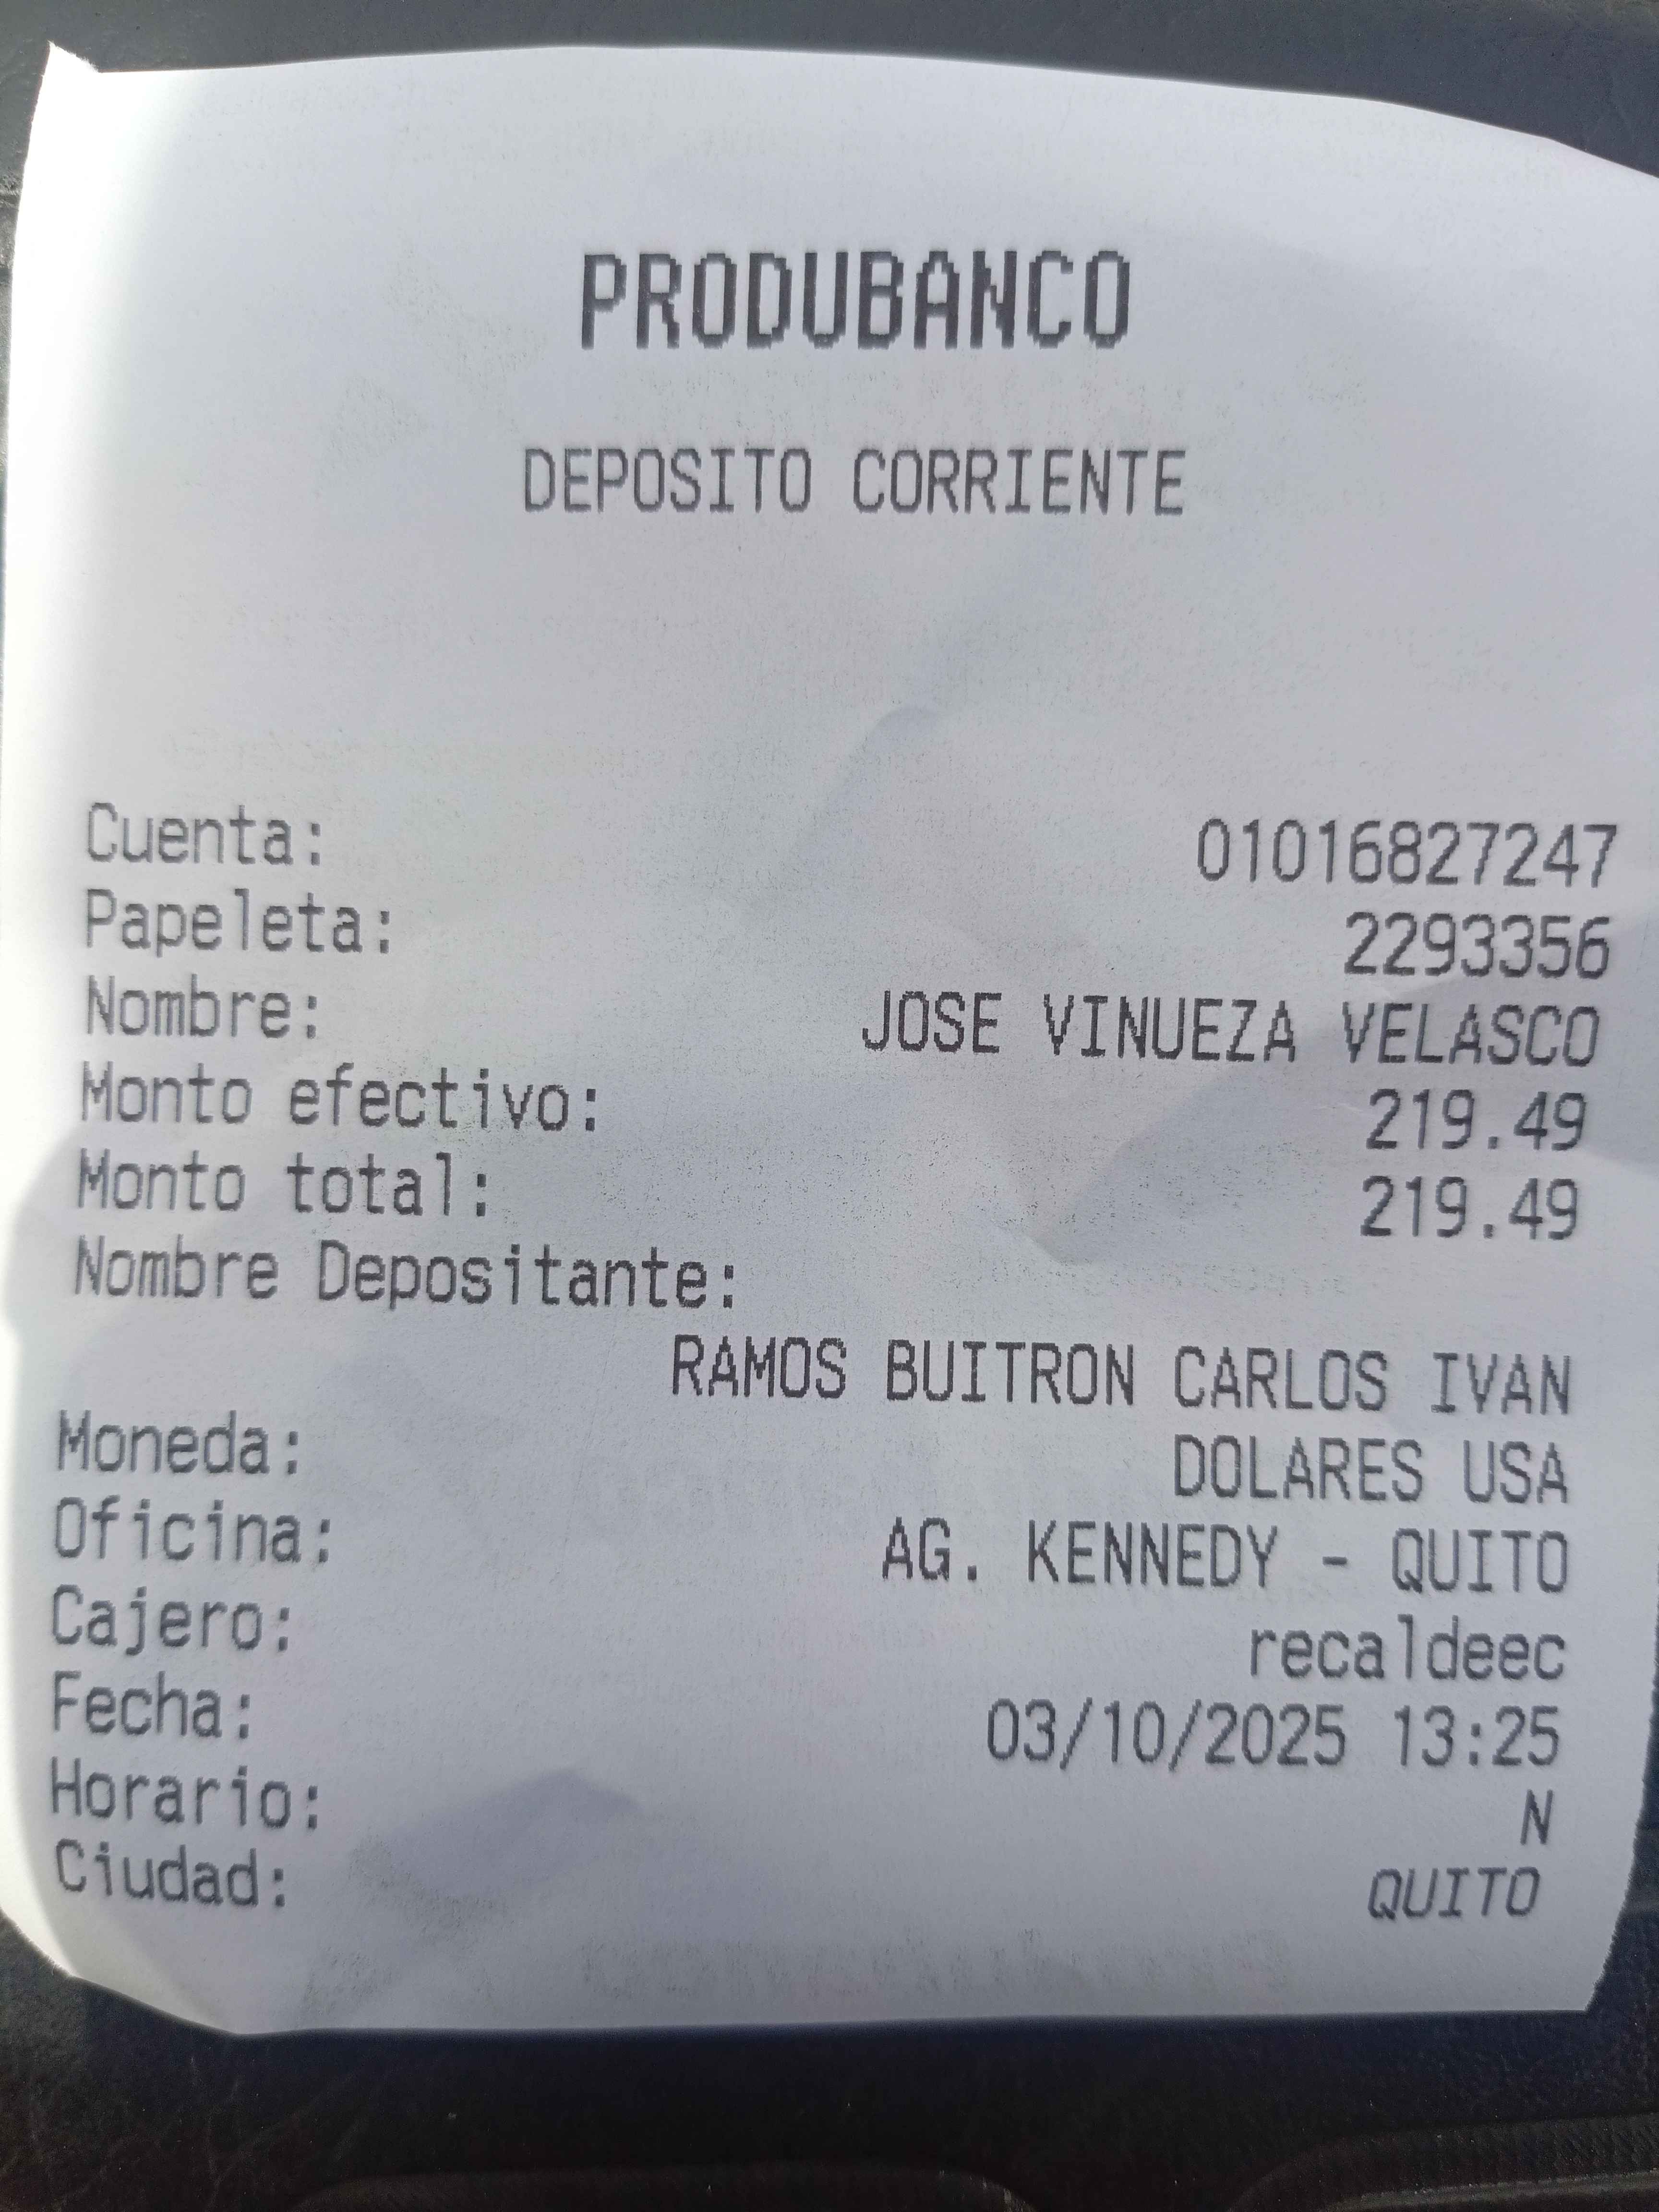 PRODUBANCO
DEPOSITO CORRIENTE
Cuenta: 01016827247
Papeleta: 2293356
Nombre: JOSE VINUEZA VELASCO
Monto efectivo: 219.49
Monto total: 219.49
Nombre Depositante:
RAMOS BUITRON CARLOS IVAN
Moneda: DOLARES USA
Oficina: AG. KENNEDY - QUITO
Cajero: recaldeec
Fecha: 03/10/2025 13:25
Horario: N
Ciudad: QUITO